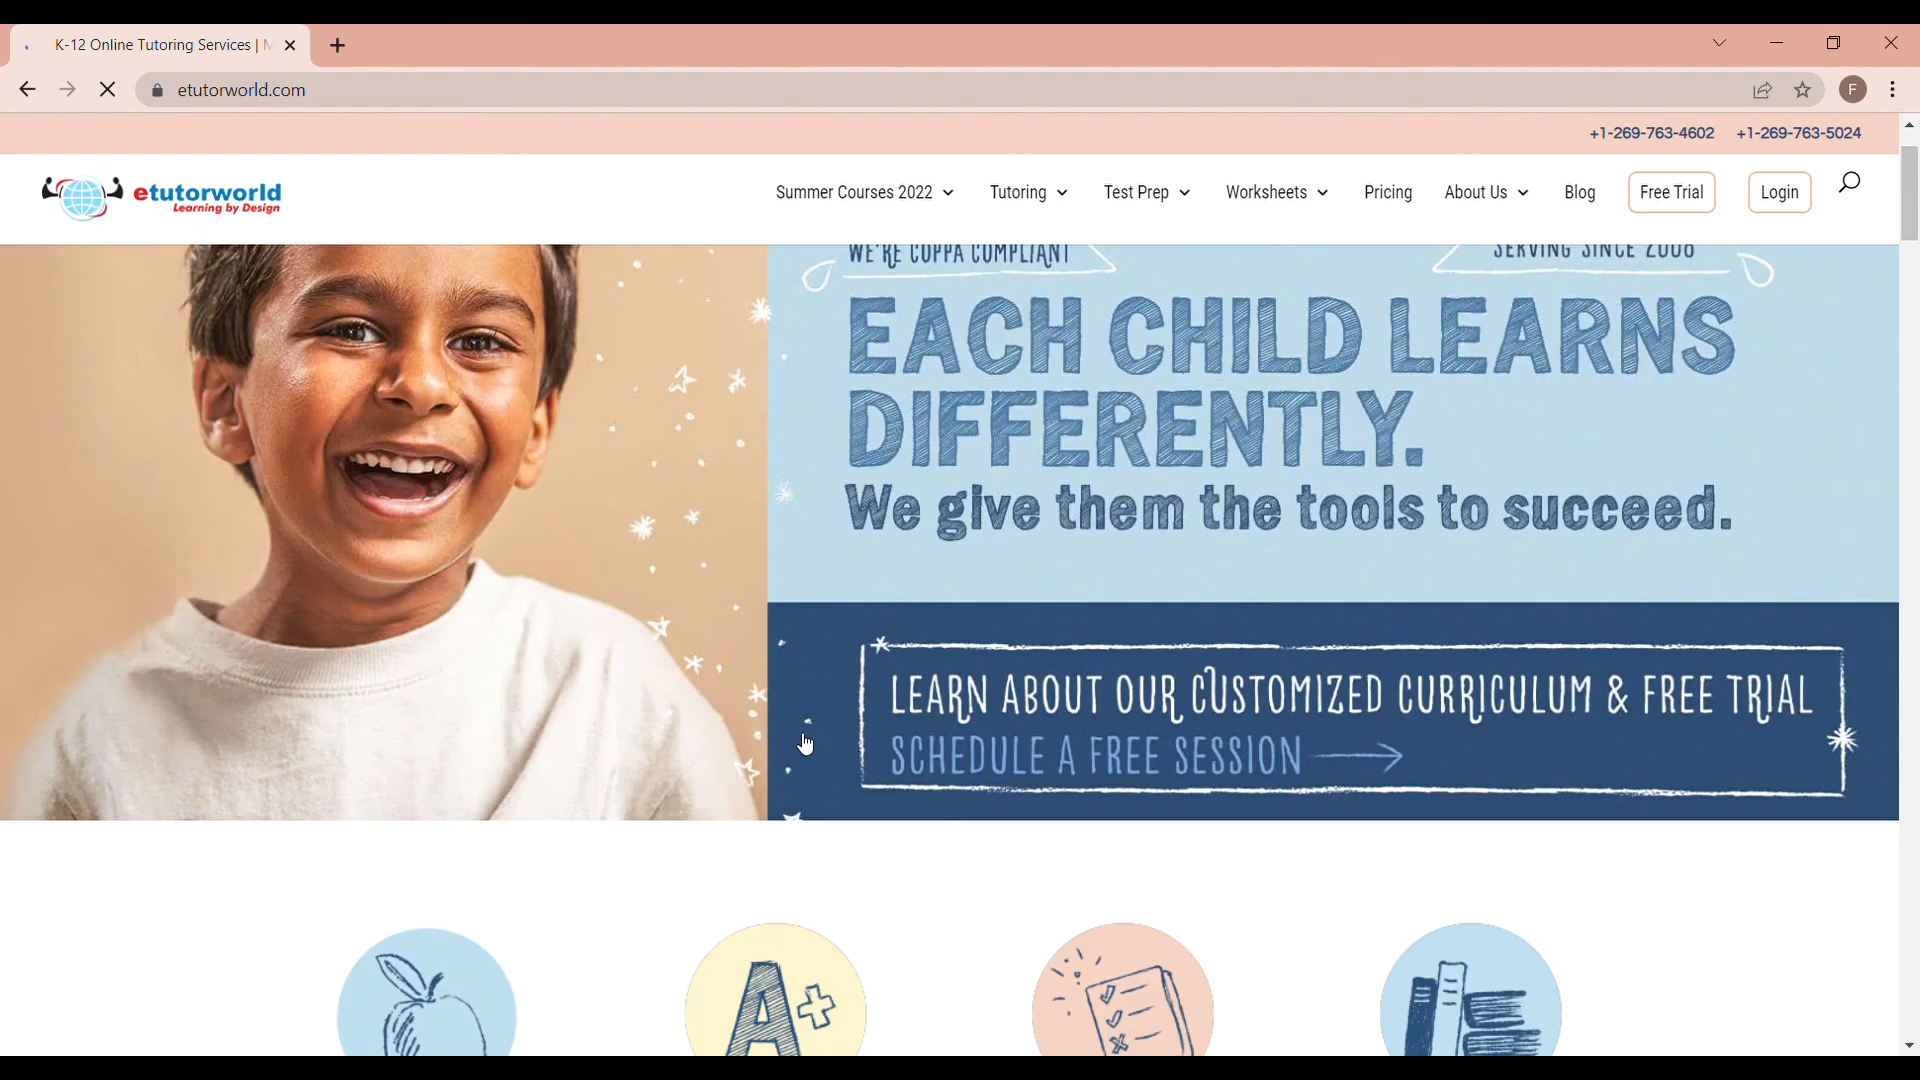 K-12 Online Tutoring Services |
etutorworld.com
F
+1-269-763-4602 +1-269-763-5024
etutorworld
Learning by Design
Summer Courses 2022 Tutoring Test Prep Worksheets Pricing About Us Blog Free Trial Login
WE'RE COPPA COMPLIANT
SERVING SINCE 2008
EACH CHILD LEARNS
DIFFERENTLY.
We give them the tools to succeed.
LEARN ABOUT OUR CUSTOMIZED CURRICULUM & FREE TRIAL
SCHEDULE A FREE SESSION
A+